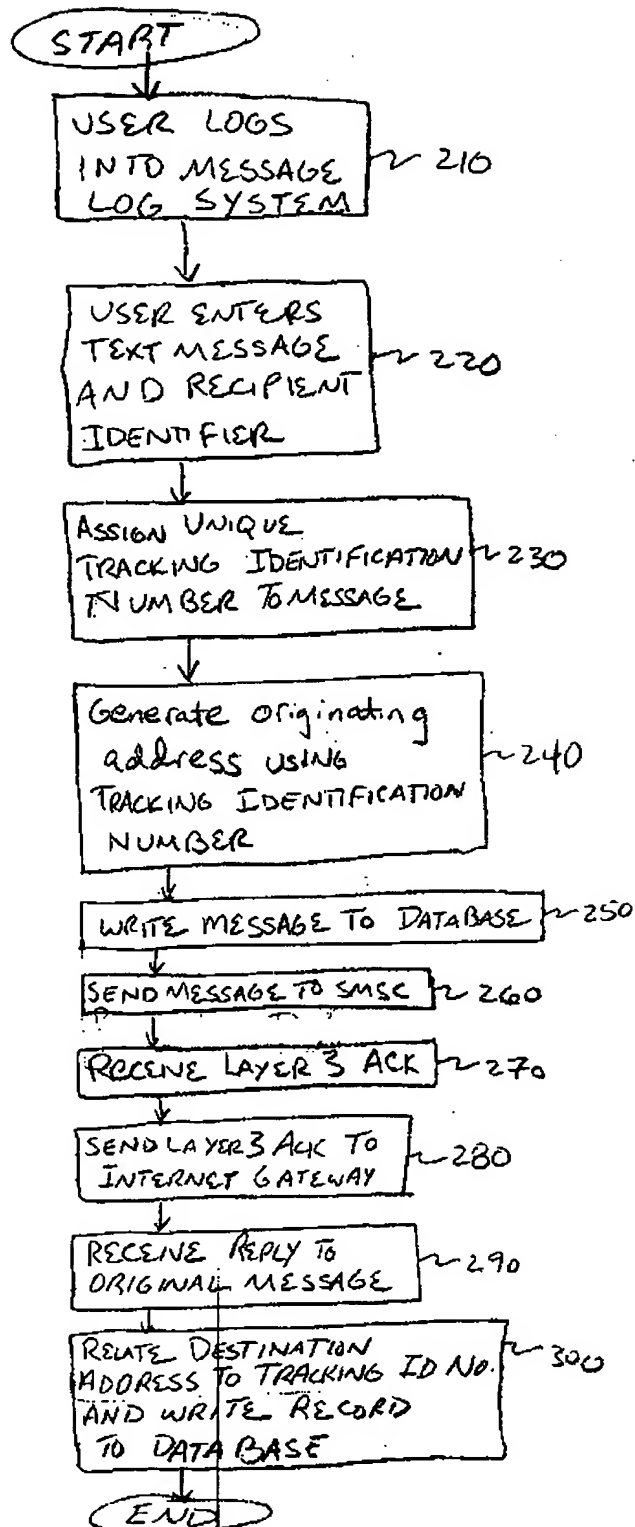 START
USER LOGS
INTO MESSAGE
LOG SYSTEM
210
USER ENTERS
TEXT MESSAGE
AND RECIPIENT
IDENTIFIER
220
ASSIGN UNIQUE
TRACKING IDENTIFICATION
NUMBER TO MESSAGE
230
Generate originating
address USING
TRACKING IDENTIFICATION
NUMBER
240
WRITE MESSAGE TO DATABASE
250
SEND MESSAGE TO SMSC
260
RECEIVE LAYER 3 ACK
270
SEND LAYER 3 ACK TO
INTERNET GATEWAY
280
RECEIVE REPLY TO
ORIGINAL MESSAGE
290
RELATE DESTINATION
ADDRESS TO TRACKING ID NO.
AND WRITE RECORD
TO DATABASE
300
END